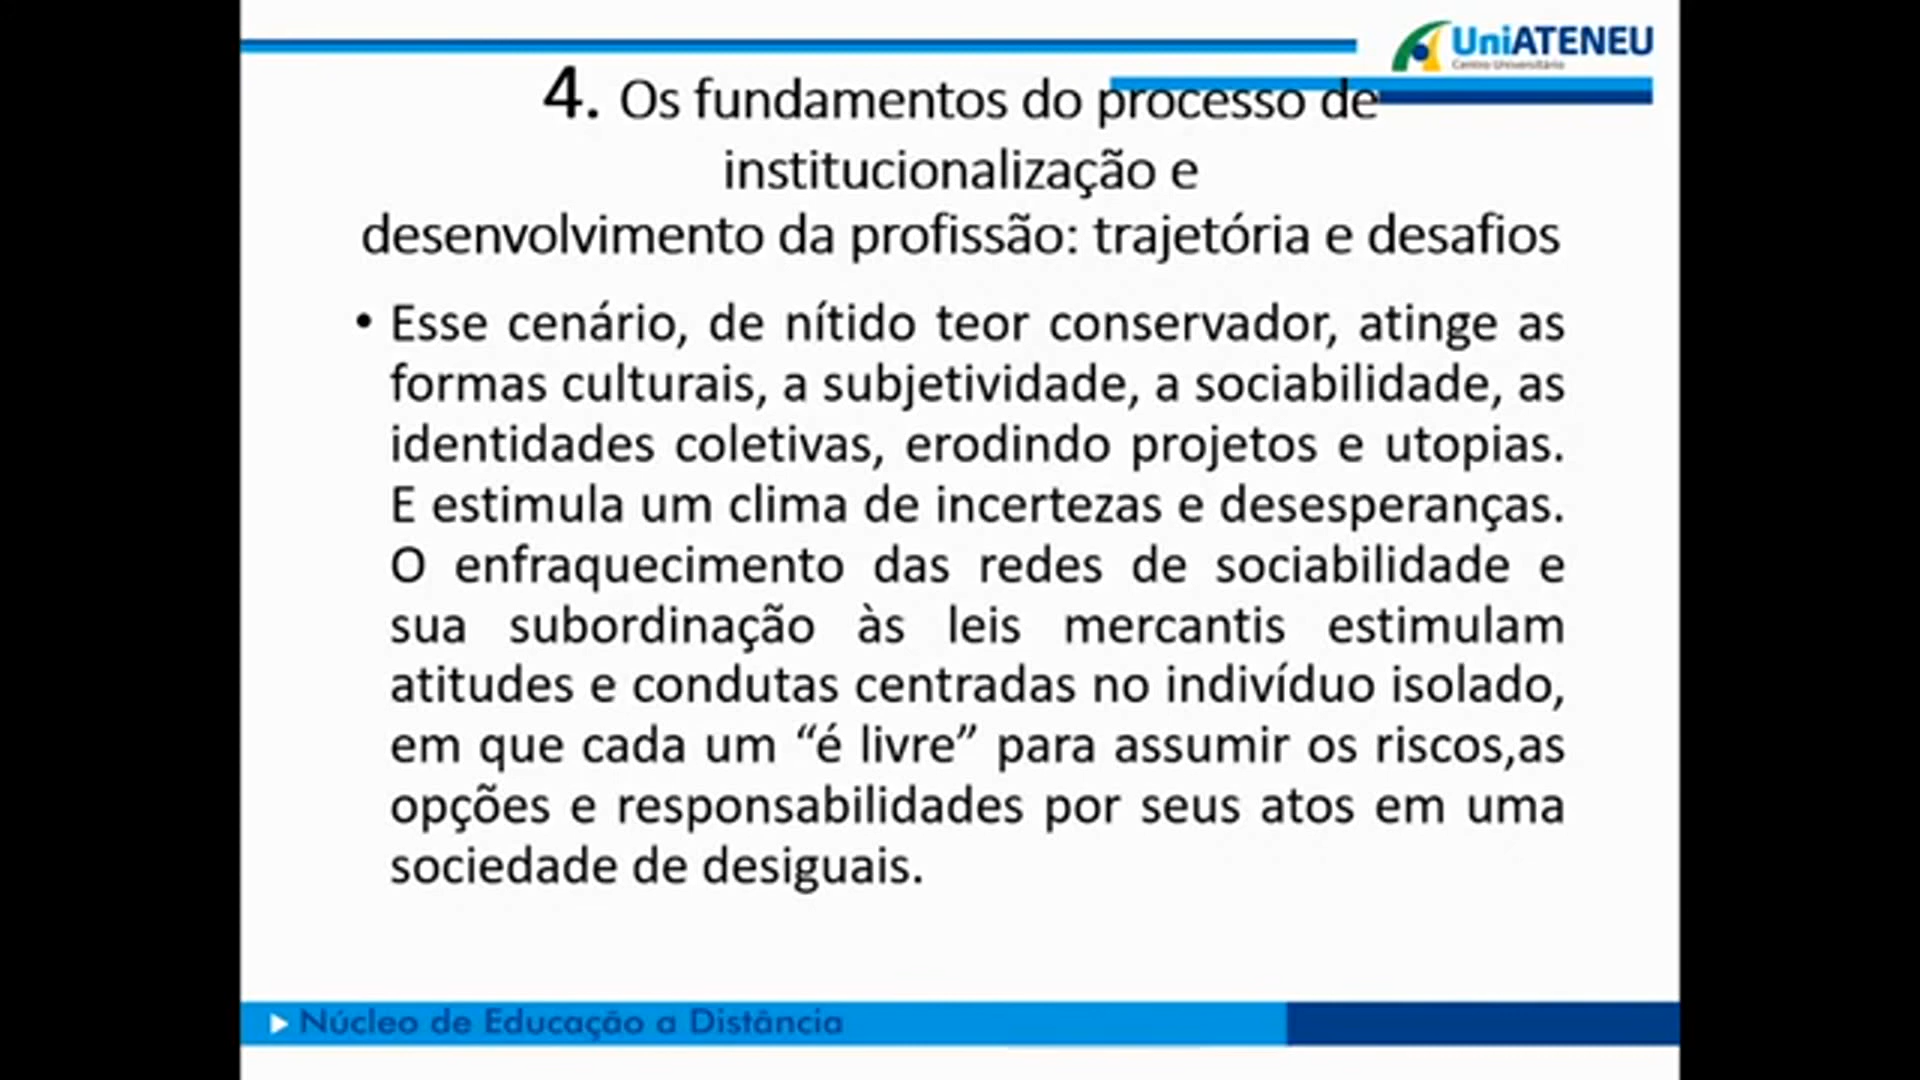 UniATENEU
Centro Universitário
4. Os fundamentos do processo de
institucionalização e
desenvolvimento da profissão: trajetória e desafios
• Esse cenário, de nítido teor conservador, atinge as
formas culturais, a subjetividade, a sociabilidade, as
identidades coletivas, erodindo projetos e utopias.
E estimula um clima de incertezas e desesperanças.
O enfraquecimento das redes de sociabilidade e
sua subordinação às leis mercantis estimulam
atitudes e condutas centradas no indivíduo isolado,
em que cada um “é livre” para assumir os riscos,as
opções e responsabilidades por seus atos em uma
sociedade de desiguais.
Núcleo de Educação a Distância